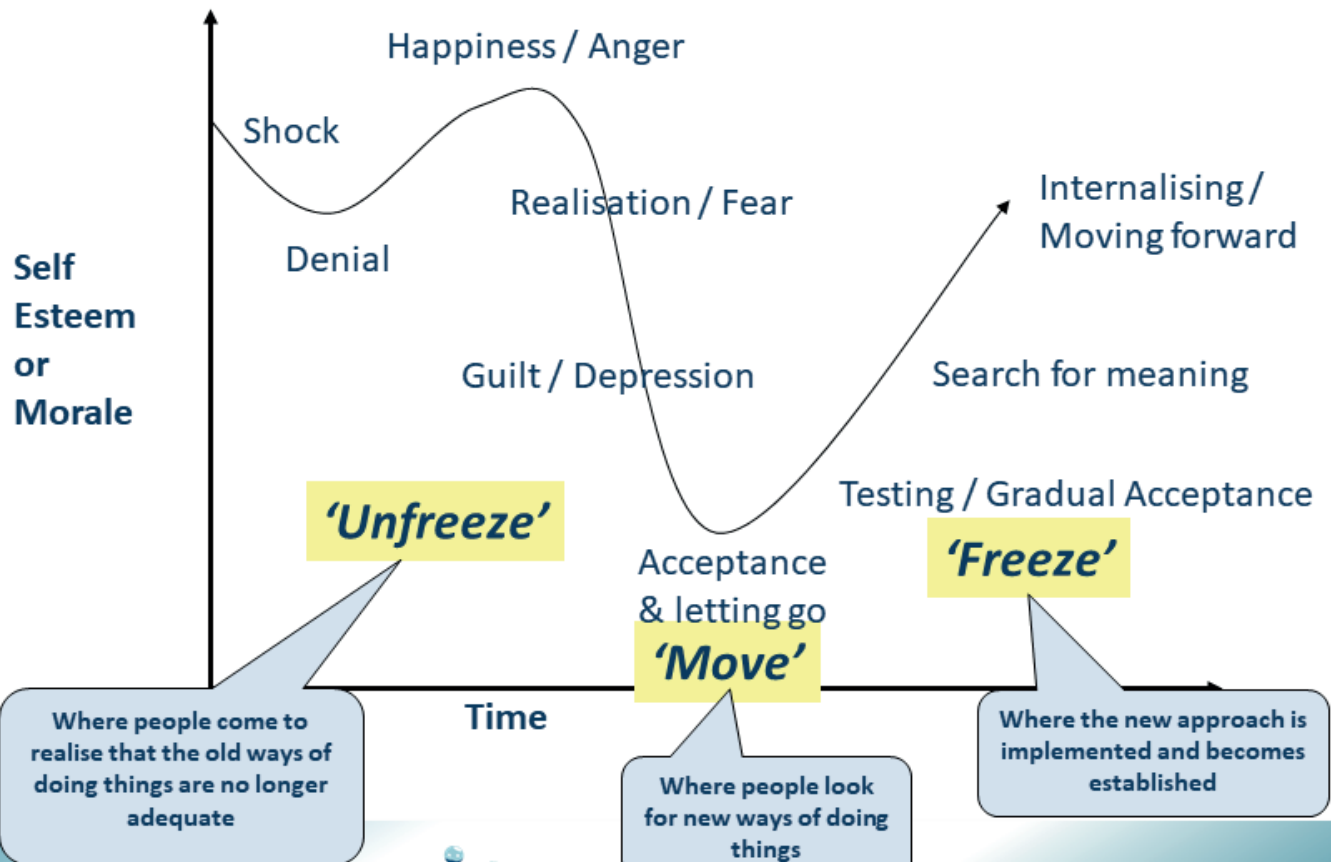 Happiness / Anger
Shock
Realisation / Fear
Internalising /
Moving forward
Denial
Self
Esteem
or
Morale
Guilt / Depression
Search for meaning
Testing / Gradual Acceptance
‘Unfreeze’
Acceptance
& letting go
‘Freeze’
‘Move’
Time
Where people come to
realise that the old ways of
doing things are no longer
adequate
Where people look
for new ways of doing
things
Where the new approach is
implemented and becomes
established